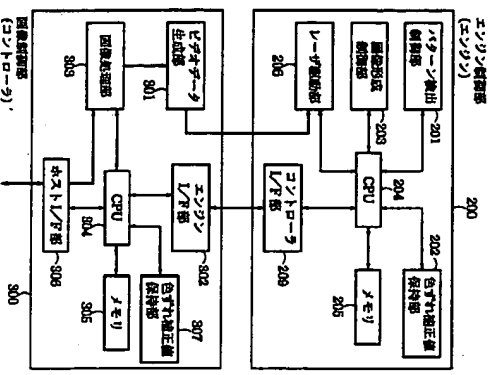 エンジン制御部
(エンジン)
200
パターン検出
制御部
201
202
色ずれ補正値
保持部
画像形成
制御部
203
204
CPU
メモリ
205
レーザ駆動部
206
コントローラ
I/F部
209
ビデオデータ
生成部
301
エンジン
I/F部
302
色ずれ補正値
保持部
307
画像処理部
303
CPU
304
メモリ
305
ホストI/F部
306
300
画像制御部
(コントローラ)